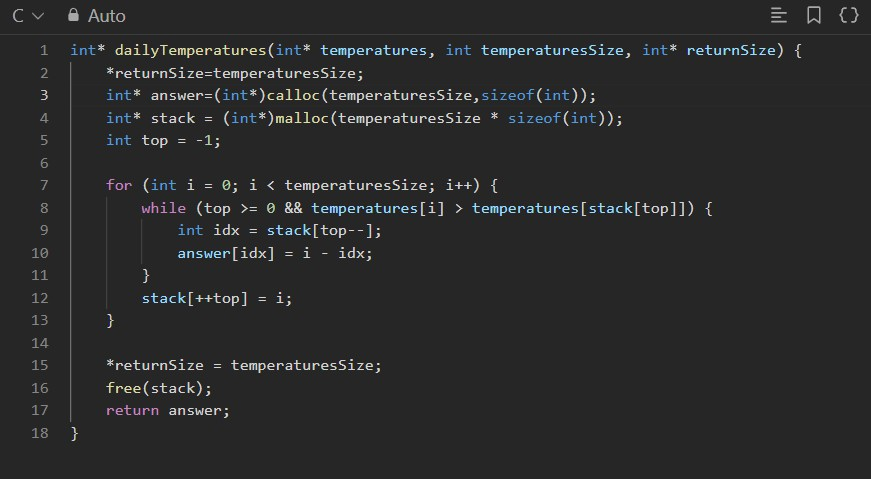 C Auto
1 int* dailyTemperatures(int* temperatures, int temperaturesSize, int* returnSize) {
2     *returnSize=temperaturesSize;
3     int* answer=(int*)calloc(temperaturesSize,sizeof(int));
4     int* stack = (int*)malloc(temperaturesSize * sizeof(int));
5     int top = -1;
6
7     for (int i = 0; i < temperaturesSize; i++) {
8         while (top >= 0 && temperatures[i] > temperatures[stack[top]]) {
9             int idx = stack[top--];
10             answer[idx] = i - idx;
11         }
12         stack[++top] = i;
13     }
14
15     *returnSize = temperaturesSize;
16     free(stack);
17     return answer;
18 }